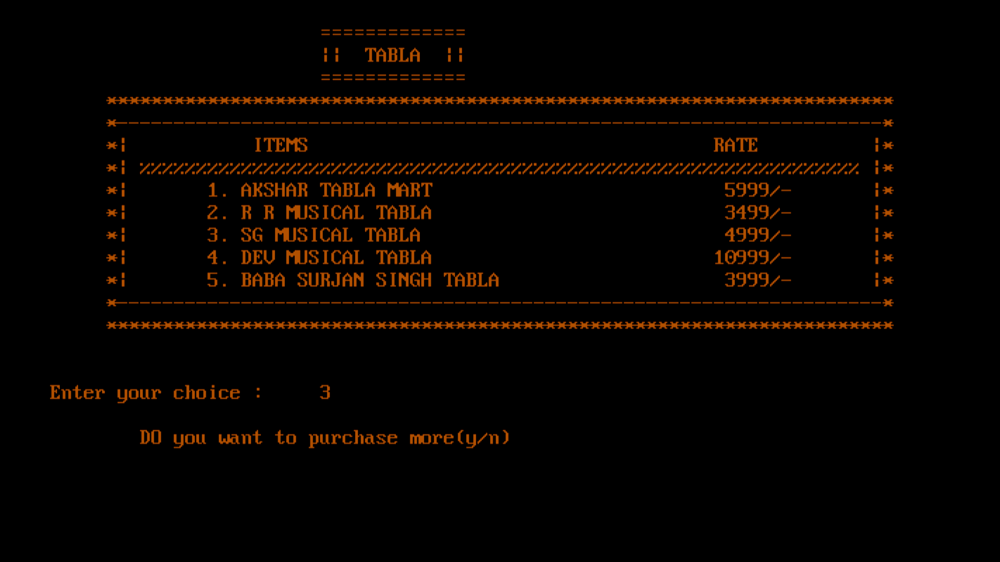 =============
||  TABLA  ||
=============
**********************************************************************
*--------------------------------------------------------------------*
*| ITEMS RATE |*
*| %%%%%%%%%%%%%%%%%%%%%%%%%%%%%%%%%%%%%%%%%%%%%%%%%%%%%%%%%%%%%%%% |*
*| 1. AKSHAR TABLA MART 5999/- |*
*| 2. R R MUSICAL TABLA 3499/- |*
*| 3. SG MUSICAL TABLA 4999/- |*
*| 4. DEV MUSICAL TABLA 10999/- |*
*| 5. BABA SURJAN SINGH TABLA 3999/- |*
*--------------------------------------------------------------------*
**********************************************************************
Enter your choice : 3
DO you want to purchase more(y/n)